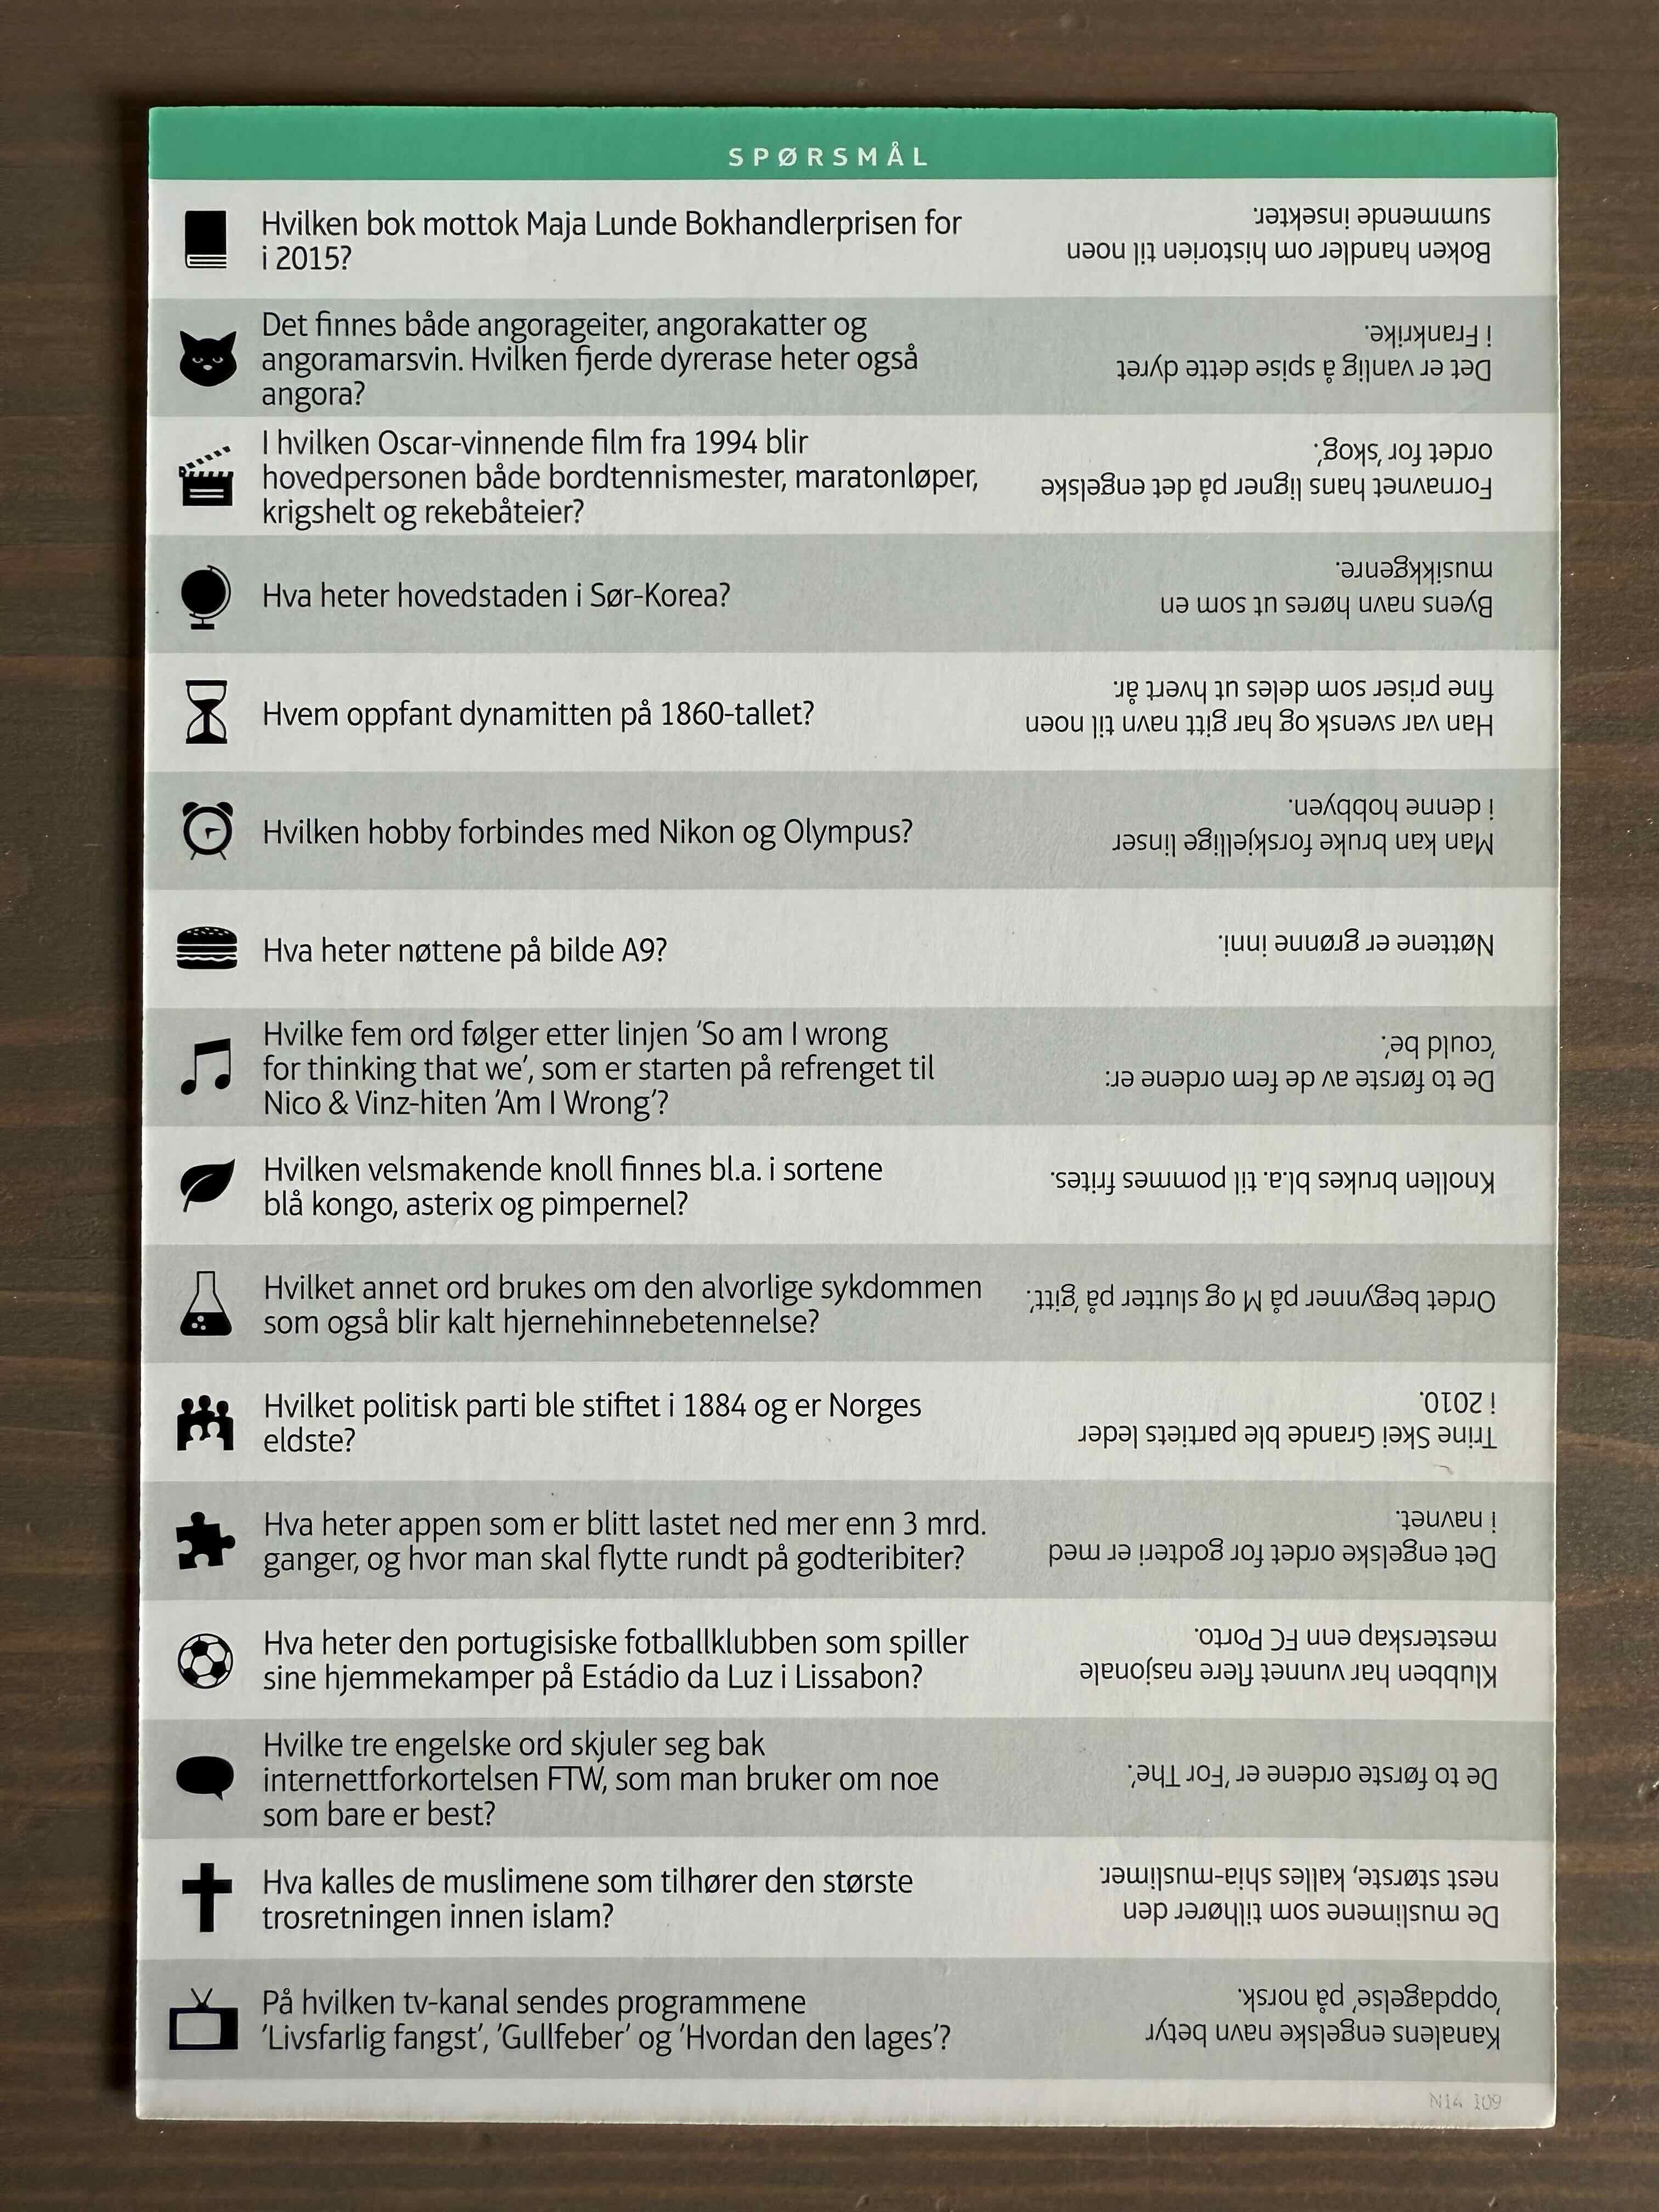 SPØRSMÅL
Hvilken bok mottok Maja Lunde Bokhandlerprisen for
i 2015?
Boken handler om historien til noen
summende insekter.
Det finnes både angorageiter, angorakatter og
angoramarsvin. Hvilken fjerde dyrerase heter også
angora?
Det er vanlig å spise dette dyret
i Frankrike.
I hvilken Oscar-vinnende film fra 1994 blir
hovedpersonen både bordtennismester, maratonløper,
krigshelt og rekebåteier?
Fornavnet hans ligner på det engelske
ordet for 'skog'.
Hva heter hovedstaden i Sør-Korea?
Byens navn høres ut som en
musikkgenre.
Hvem oppfant dynamitten på 1860-tallet?
Han var svensk og har gitt navn til noen
fine priser som deles ut hvert år.
Hvilken hobby forbindes med Nikon og Olympus?
Man kan bruke forskjellige linser
i denne hobbyen.
Hva heter nøttene på bilde A9?
Nøttene er grønne inni.
Hvilke fem ord følger etter linjen 'So am I wrong
for thinking that we', som er starten på refrenget til
Nico & Vinz-hiten 'Am I Wrong'?
De to første av de fem ordene er:
'could be'.
Hvilken velsmakende knoll finnes bl.a. i sortene
blå kongo, asterix og pimpernel?
Knollen brukes bl.a. til pommes frites.
Hvilket annet ord brukes om den alvorlige sykdommen
som også blir kalt hjernehinnebetennelse?
Ordet begynner på M og slutter på 'gitt'.
Hvilket politisk parti ble stiftet i 1884 og er Norges
eldste?
Trine Skei Grande ble partiets leder
i 2010.
Hva heter appen som er blitt lastet ned mer enn 3 mrd.
ganger, og hvor man skal flytte rundt på godteribiter?
Det engelske ordet for godteri er med
i navnet.
Hva heter den portugisiske fotballklubben som spiller
sine hjemmekamper på Estádio da Luz i Lissabon?
Klubben har vunnet flere nasjonale
mesterskap enn FC Porto.
Hvilke tre engelske ord skjuler seg bak
internettforkortelsen FTW, som man bruker om noe
som bare er best?
De to første ordene er 'For The'.
Hva kalles de muslimene som tilhører den største
trosretningen innen islam?
De muslimene som tilhører den
nest største, kalles shia-muslimer.
På hvilken tv-kanal sendes programmene
'Livsfarlig fangst', 'Gullfeber' og 'Hvordan den lages'?
Kanalens engelske navn betyr
'oppdagelse' på norsk.
N14 109